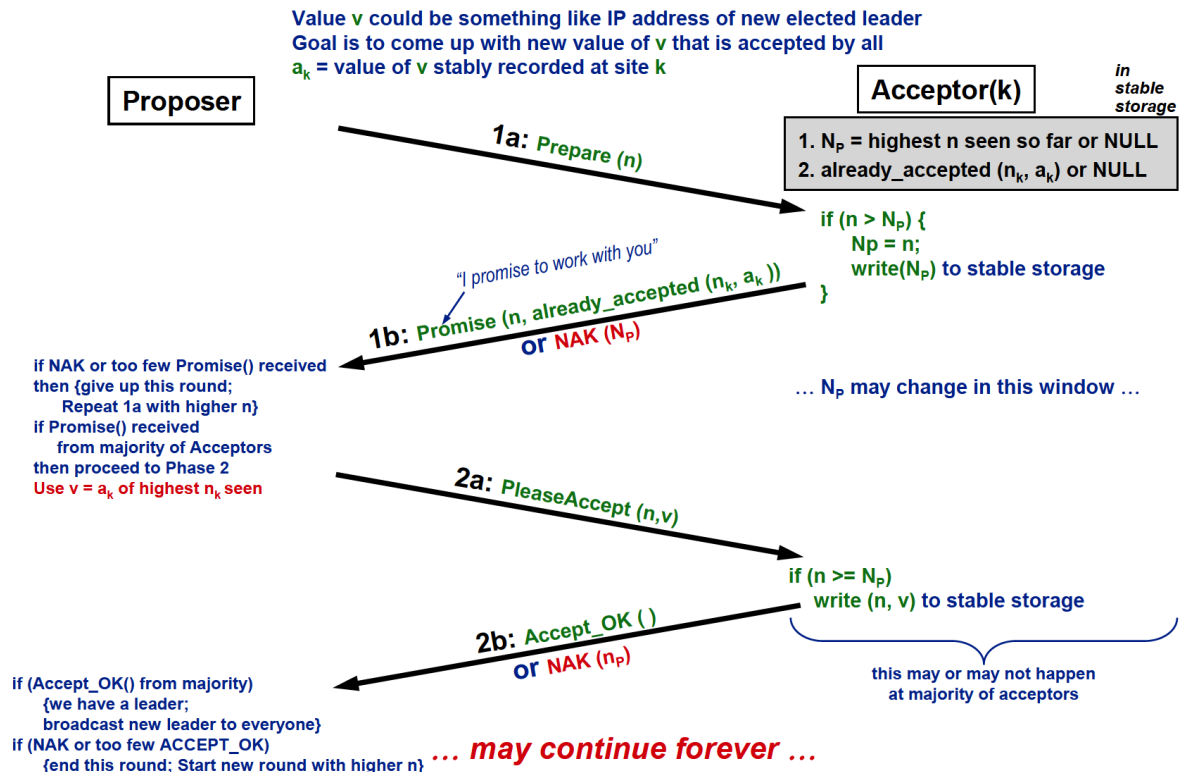 Value v could be something like IP address of new elected leader
Goal is to come up with new value of v that is accepted by all
aₖ = value of v stably recorded at site k
Proposer
Acceptor(k)
in
stable
storage
1. Nₚ = highest n seen so far or NULL
2. already_accepted (nₖ, aₖ) or NULL
1a: Prepare (n)
if (n > Nₚ) {
Np = n;
write(Nₚ) to stable storage
}
“I promise to work with you”
1b: Promise (n, already_accepted (nₖ, aₖ ))
or NAK (Nₚ)
if NAK or too few Promise() received
then {give up this round;
Repeat 1a with higher n}
if Promise() received
from majority of Acceptors
then proceed to Phase 2
Use v = aₖ of highest nₖ seen
… Nₚ may change in this window …
2a: PleaseAccept (n,v)
if (n >= Nₚ)
write (n, v) to stable storage
2b: Accept_OK ( )
or NAK (nₚ)
this may or may not happen
at majority of acceptors
if (Accept_OK() from majority)
{we have a leader;
broadcast new leader to everyone}
if (NAK or too few ACCEPT_OK)
{end this round; Start new round with higher n}
… may continue forever …